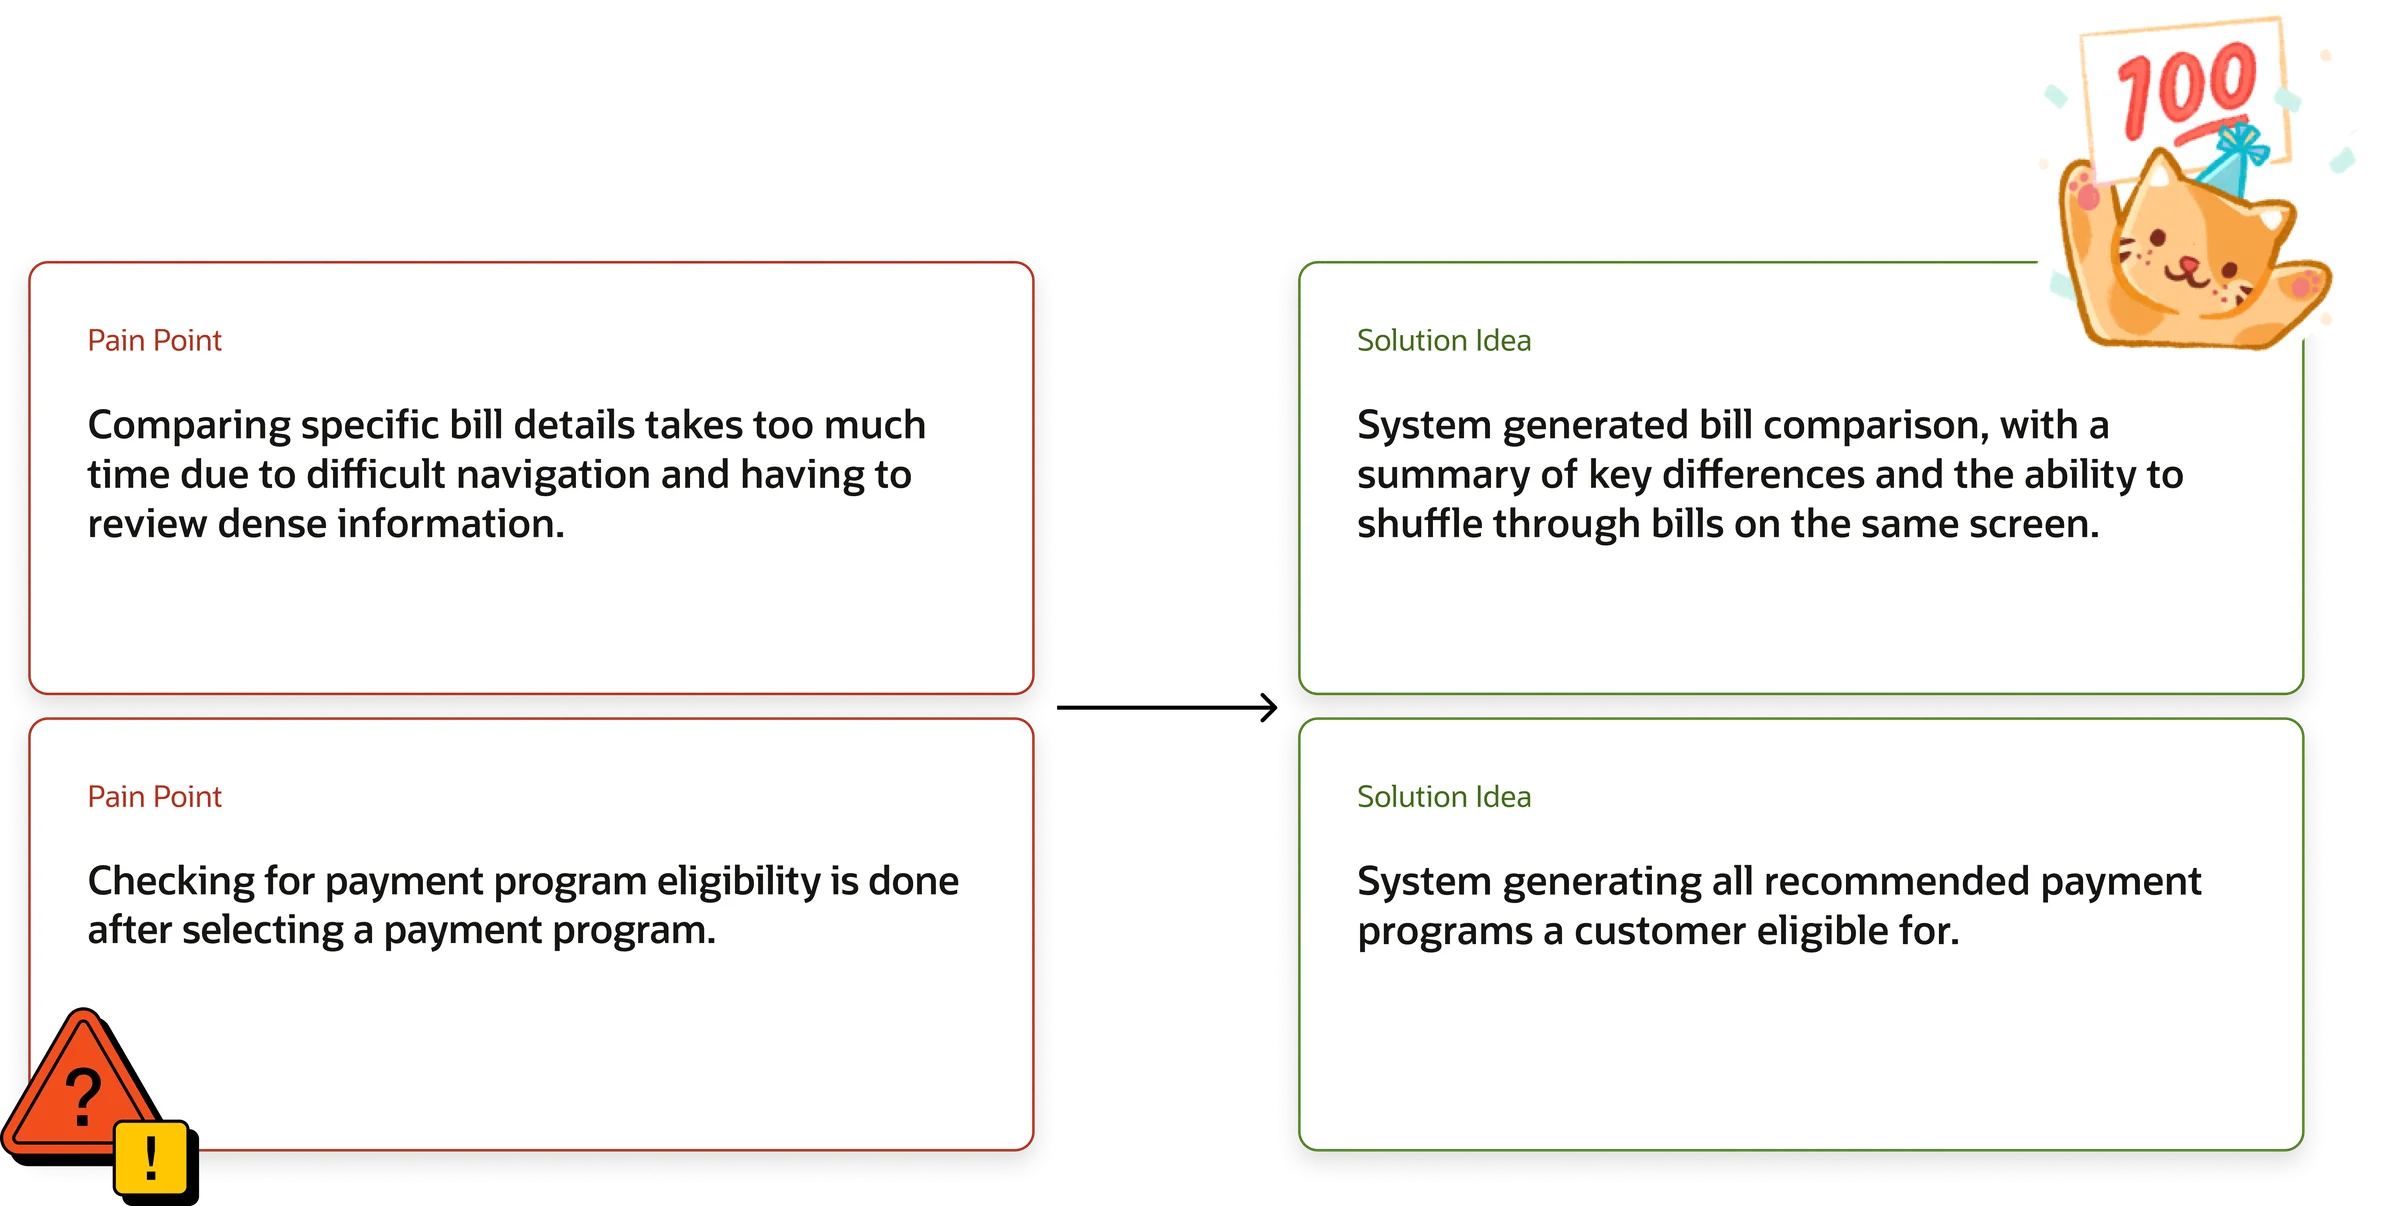 100
Pain Point
Comparing specific bill details takes too much
time due to difficult navigation and having to
review dense information.
Solution Idea
System generated bill comparison, with a
summary of key differences and the ability to
shuffle through bills on the same screen.
Pain Point
Checking for payment program eligibility is done
after selecting a payment program.
Solution Idea
System generating all recommended payment
programs a customer eligible for.
?
!